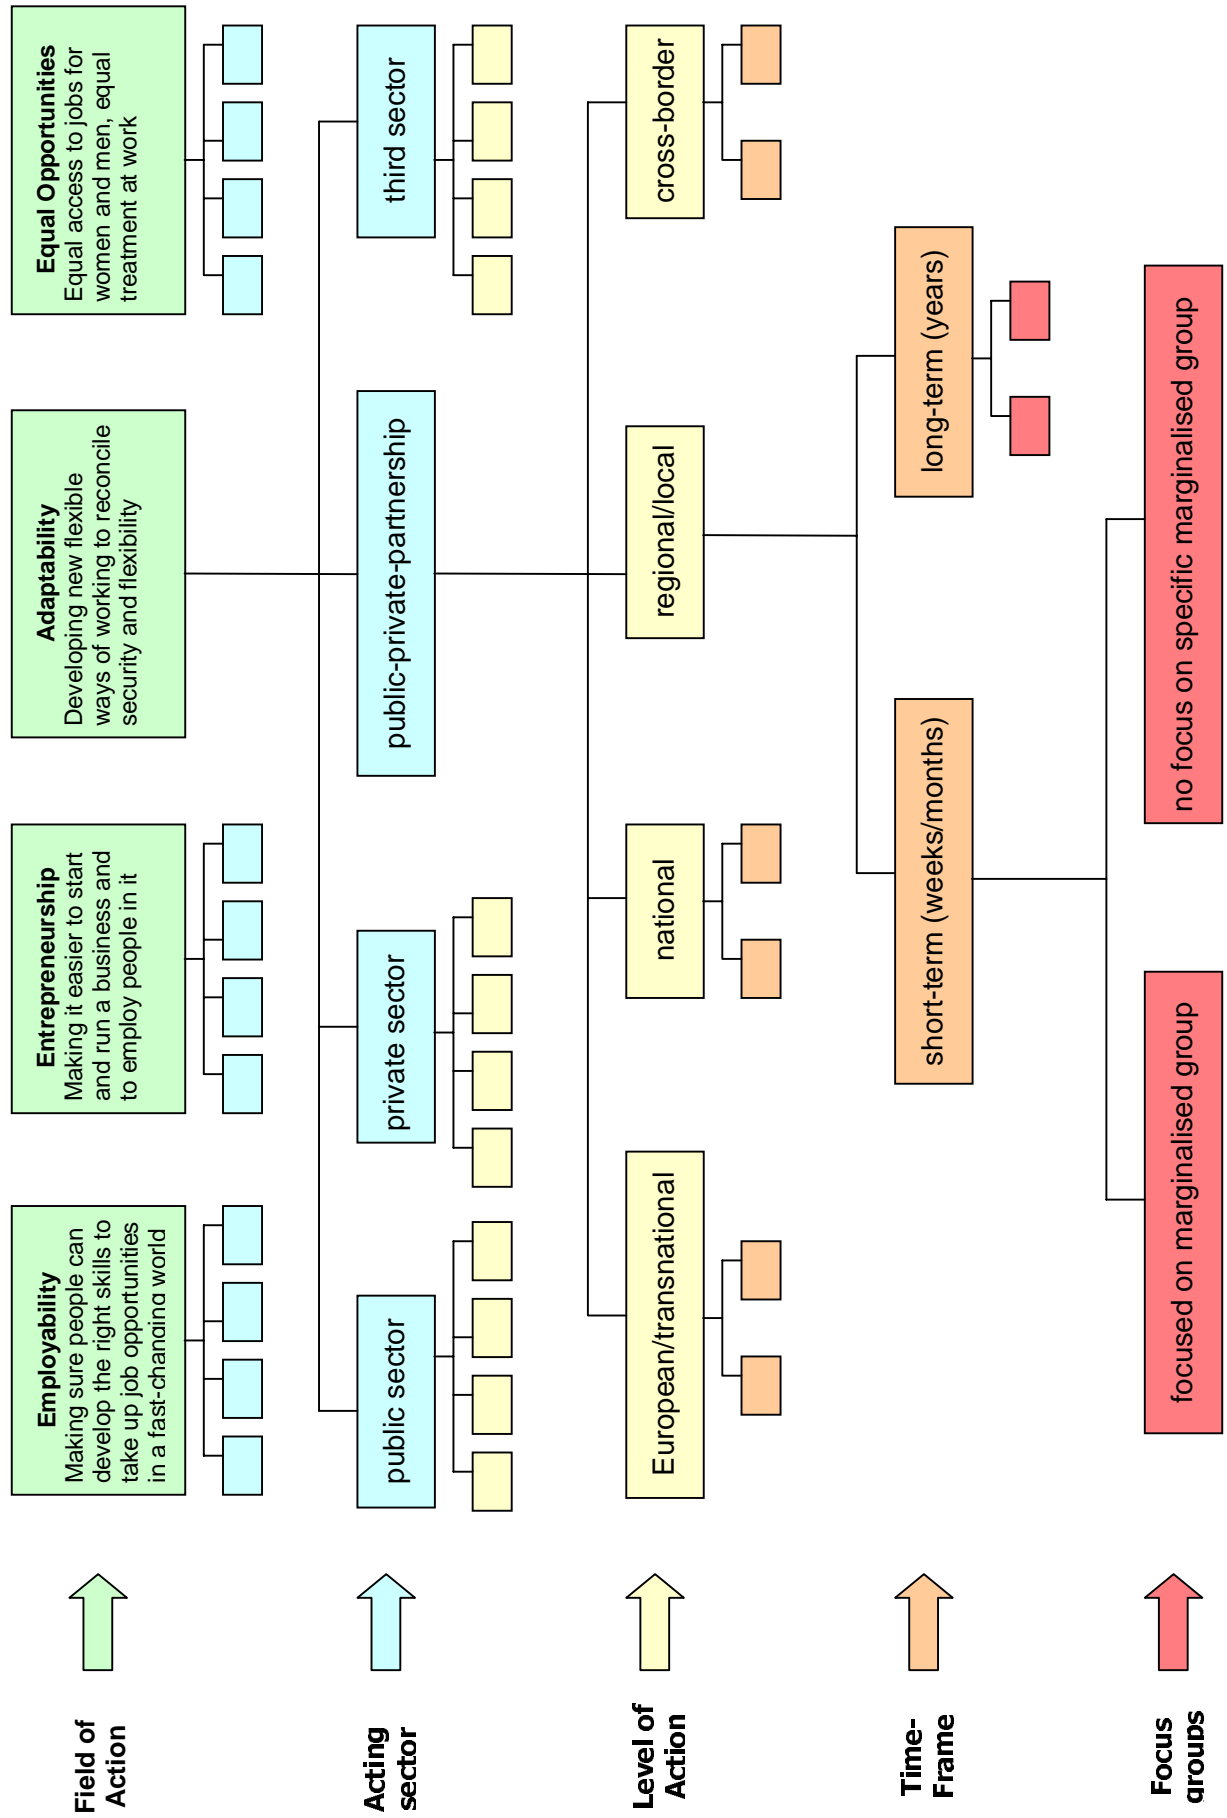 Field of
Action
Employability
Making sure people can
develop the right skills to
take up job opportunities
in a fast-changing world
Entrepreneurship
Making it easier to start
and run a business and
to employ people in it
Adaptability
Developing new flexible
ways of working to reconcile
security and flexibility
Equal Opportunities
Equal access to jobs for
women and men, equal
treatment at work
Acting
sector
public sector
private sector
public-private-partnership
third sector
Level of
Action
European/transnational
national
regional/local
cross-border
Time-
Frame
short-term (weeks/months)
long-term (years)
Focus
groups
focused on marginalised group
no focus on specific marginalised group